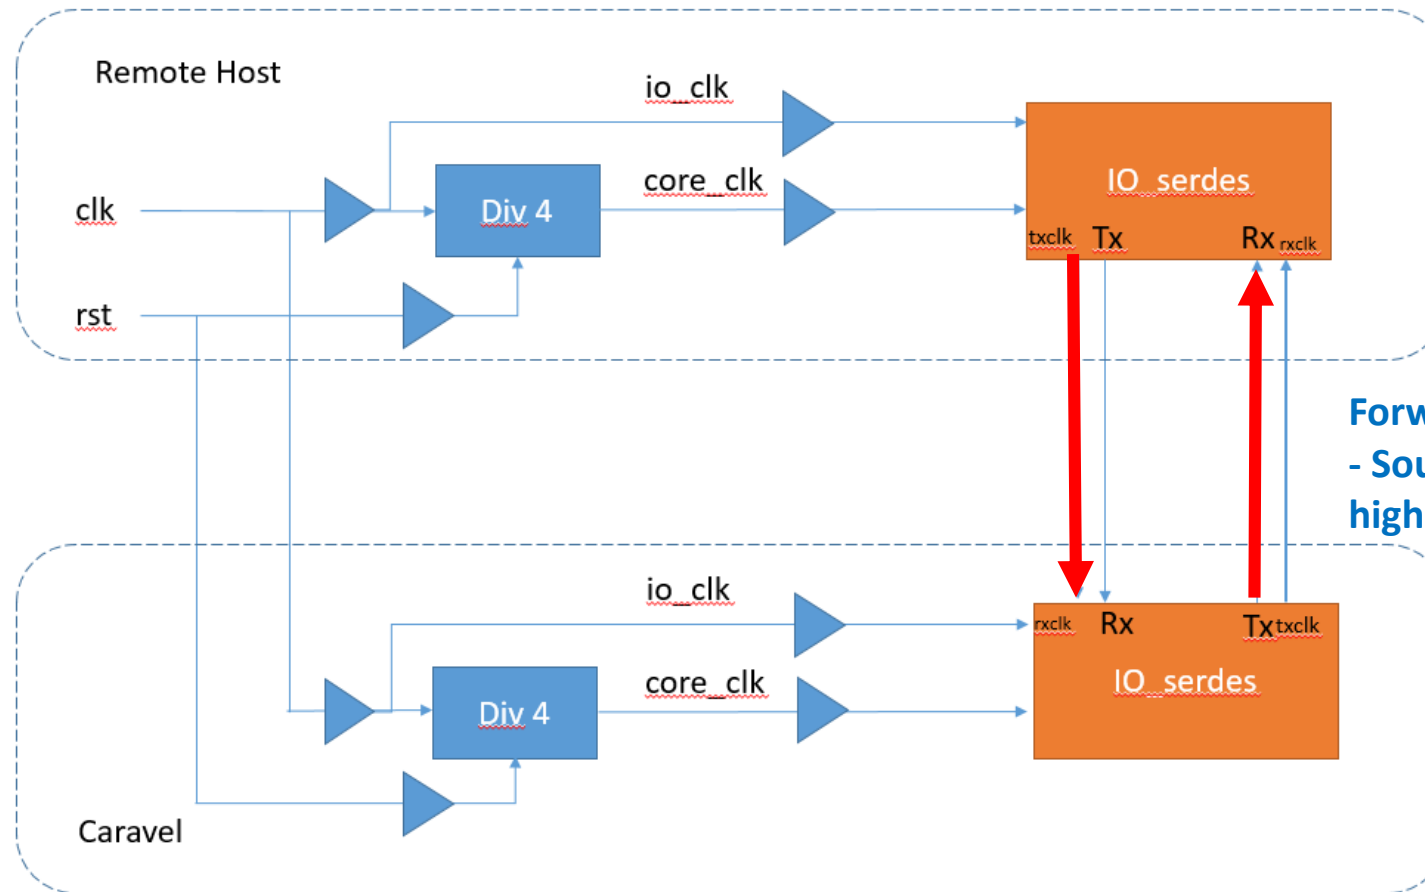 Remote Host
io_clk
core_clk
clk
Div 4
IO_serdes
txclk Tx
Rx rxclk
rst
Forw
- Sou
high
io_clk
rxclk Rx
Tx txclk
core_clk
Div 4
IO_serdes
Caravel